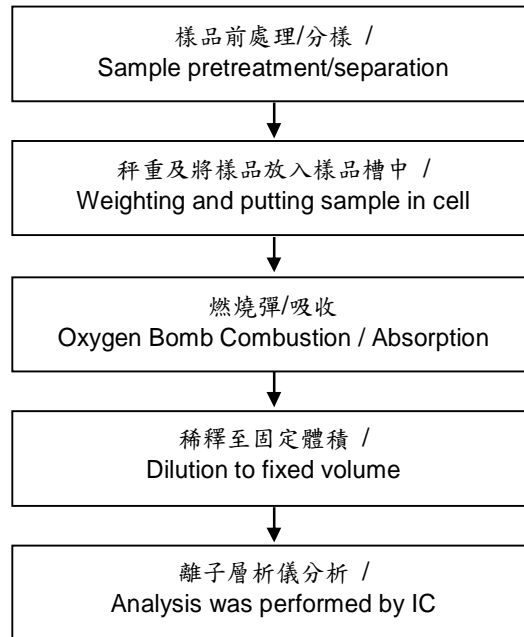 樣品前處理/分樣 /
Sample pretreatment/separation
秤重及將樣品放入樣品槽中 /
Weighting and putting sample in cell
燃燒彈/吸收
Oxygen Bomb Combustion / Absorption
稀釋至固定體積 /
Dilution to fixed volume
離子層析儀分析 /
Analysis was performed by IC